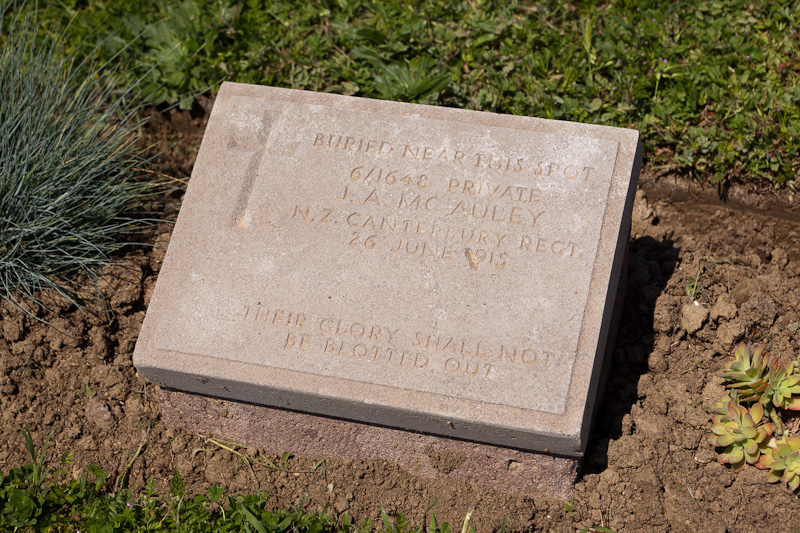 BURIED NEAR THIS SPOT
6/1648 PRIVATE
J. A. MC AULEY
N.Z. CANTERBURY REGT.
26 JUNE 1915
THEIR GLORY SHALL NOT
BE BLOTTED OUT